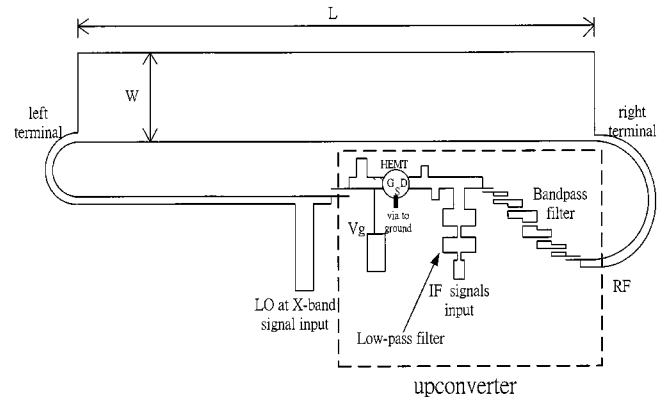 L
W
left
terminal
right
terminal
HEMT
G D
S
via to
ground
Vg
Bandpass
filter
LO at X-band
signal input
IF signals
input
Low-pass filter
RF
upconverter